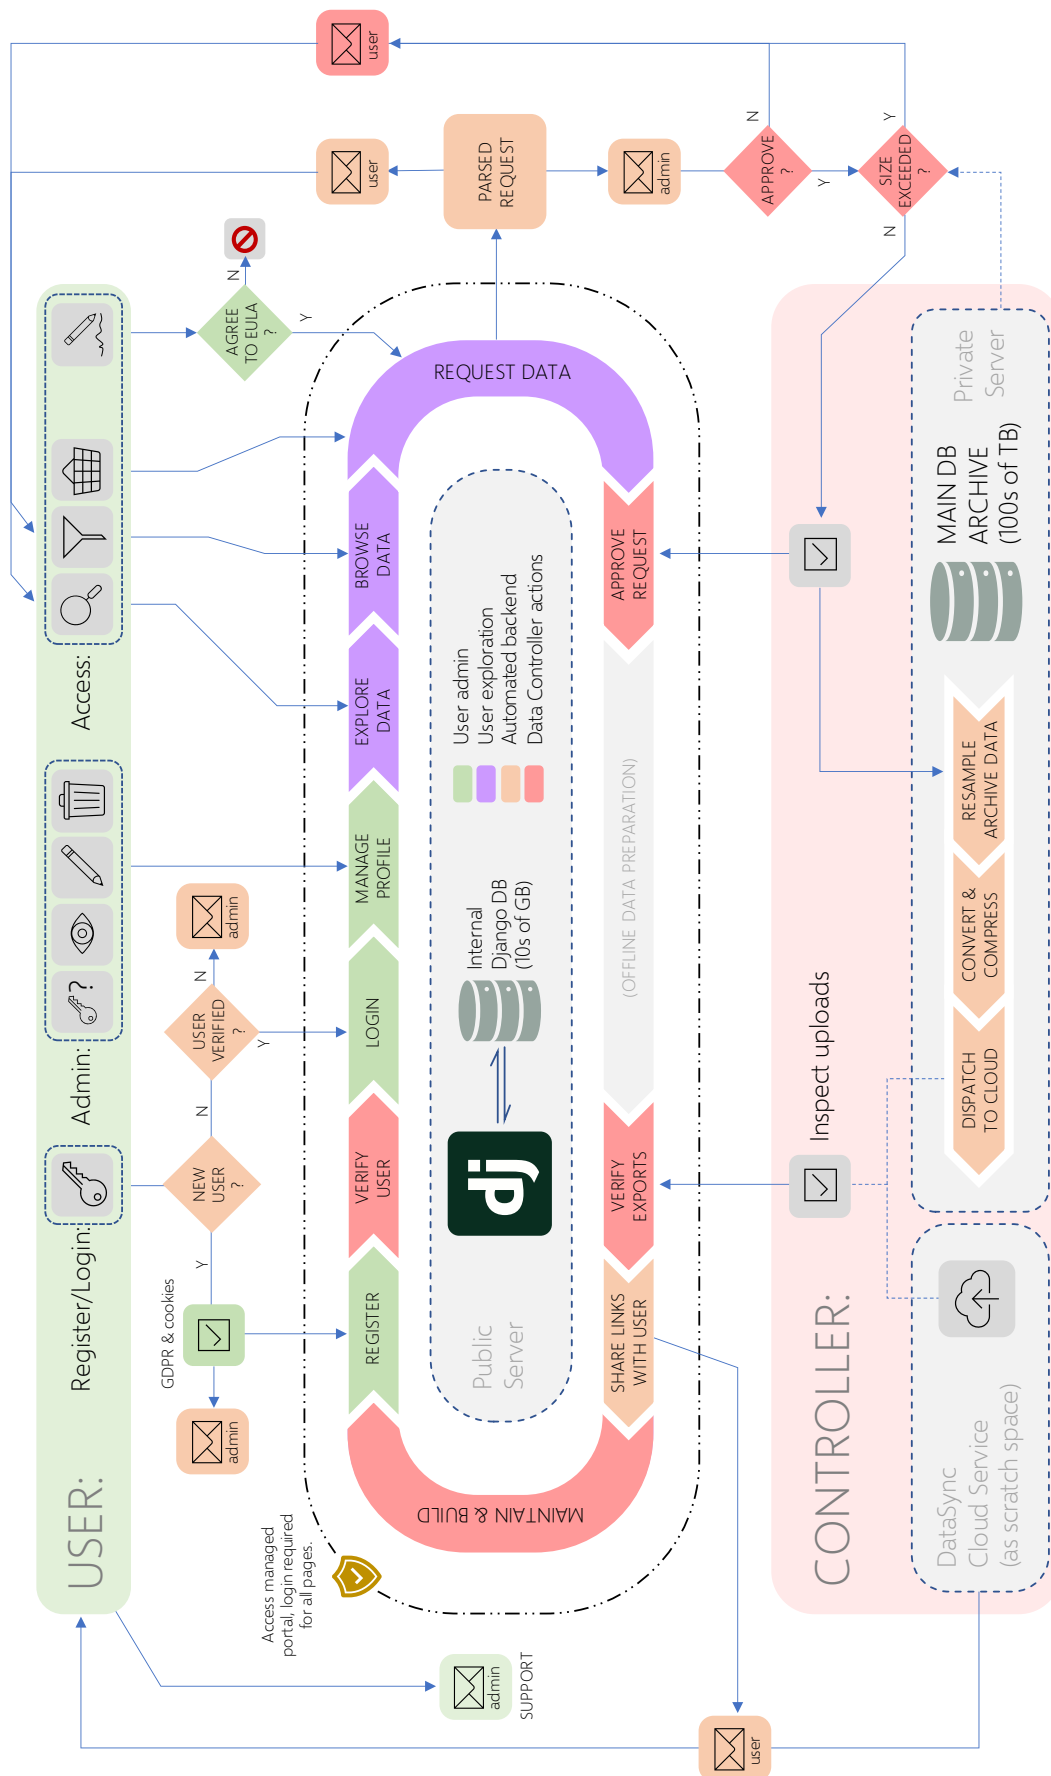 USER:
Register/Login:
Admin:
Access:
?
GDPR & cookies
admin
NEW
USER
?
Y
N
USER
VERIFIED
?
N
Y
admin
AGREE
TO EULA
?
N
Y
user
user
Access managed
portal, login required
for all pages.
REGISTER
VERIFY
USER
LOGIN
MANAGE
PROFILE
EXPLORE
DATA
BROWSE
DATA
REQUEST DATA
PARSED
REQUEST
admin
SUPPORT
MAINTAIN & BUILD
Public
Server
dj
Internal
Django DB
(10s of GB)
User admin
User exploration
Automated backend
Data Controller actions
SHARE LINKS
WITH USER
VERIFY
EXPORTS
(OFFLINE DATA PREPARATION)
APPROVE
REQUEST
admin
APPROVE
?
N
Y
SIZE
EXCEEDED
?
Y
N
user
CONTROLLER:
Inspect uploads
DataSync
Cloud Service
(as scratch space)
DISPATCH
TO CLOUD
CONVERT &
COMPRESS
RESAMPLE
ARCHIVE DATA
MAIN DB
ARCHIVE
(100s of TB)
Private
Server